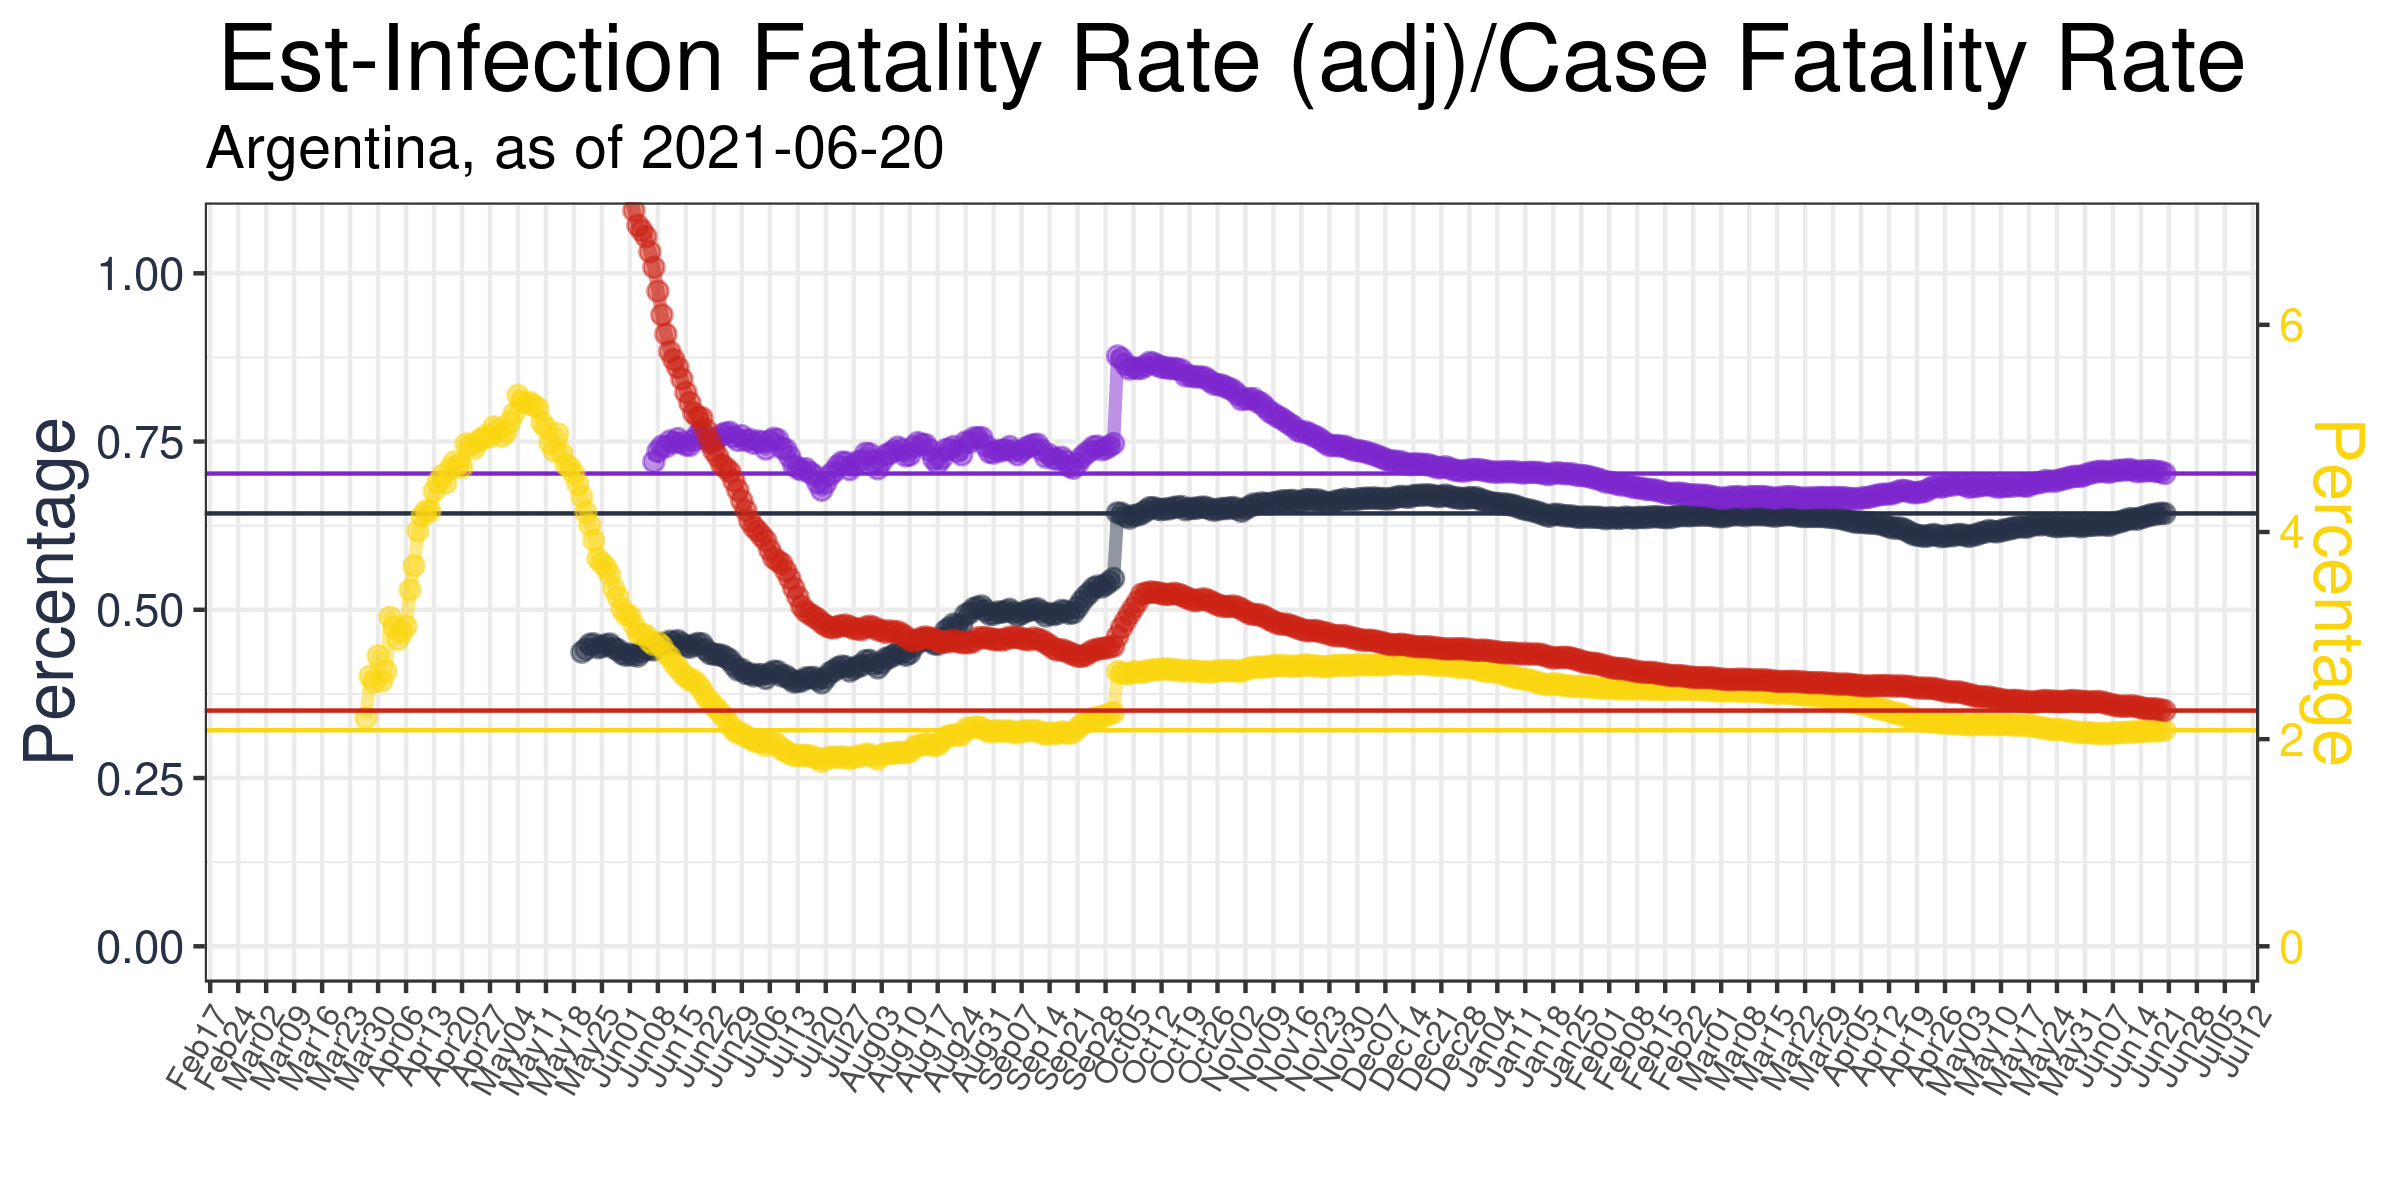 Est-Infection Fatality Rate (adj)/Case Fatality Rate
Argentina, as of 2021-06-20
Percentage
1.00
0.75
0.50
0.25
0.00
6
4
2
0
Percentage
Feb17
Feb24
Mar02
Mar09
Mar16
Mar23
Mar30
Apr06
Apr13
Apr20
Apr27
May04
May11
May18
May25
Jun01
Jun08
Jun15
Jun22
Jun29
Jul06
Jul13
Jul20
Jul27
Aug03
Aug10
Aug17
Aug24
Aug31
Sep07
Sep14
Sep21
Sep28
Oct05
Oct12
Oct19
Oct26
Nov02
Nov09
Nov16
Nov23
Nov30
Dec07
Dec14
Dec21
Dec28
Dec04
Jan11
Jan18
Jan25
Feb01
Feb08
Feb15
Feb22
Mar01
Mar08
Mar15
Mar22
Mar29
Apr05
Apr12
Apr19
Apr26
May03
May10
May17
May24
May31
Jun07
Jun14
Jun21
Jun28
Jul05
Jul12